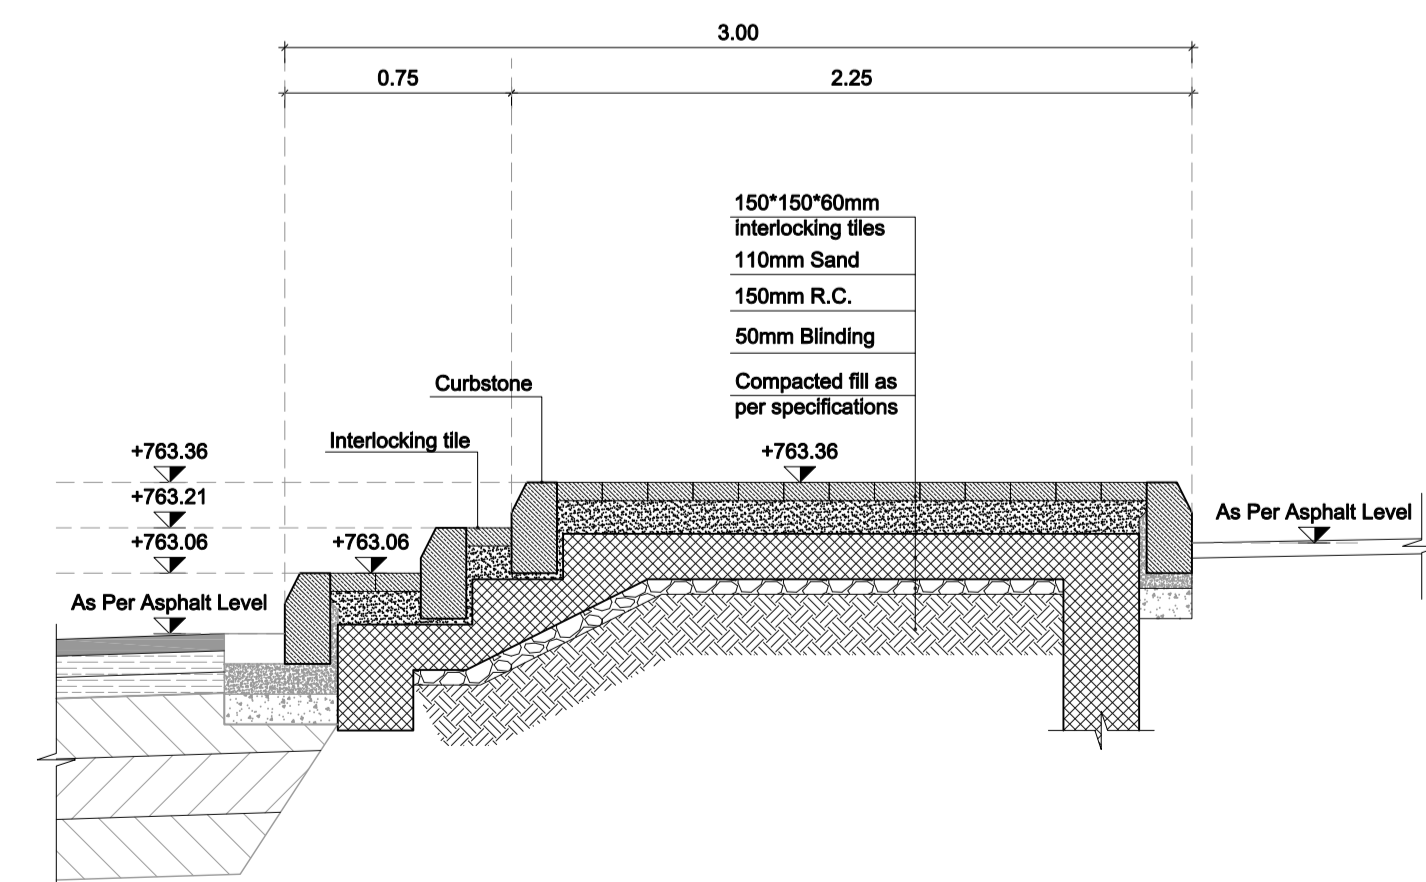 3.00
0.75
2.25
150*150*60mm
interlocking tiles
110mm Sand
150mm R.C.
50mm Blinding
Compacted fill as
per specifications
Curbstone
Interlocking tile
+763.36
+763.36
+763.21
+763.06
+763.06
As Per Asphalt Level
As Per Asphalt Level